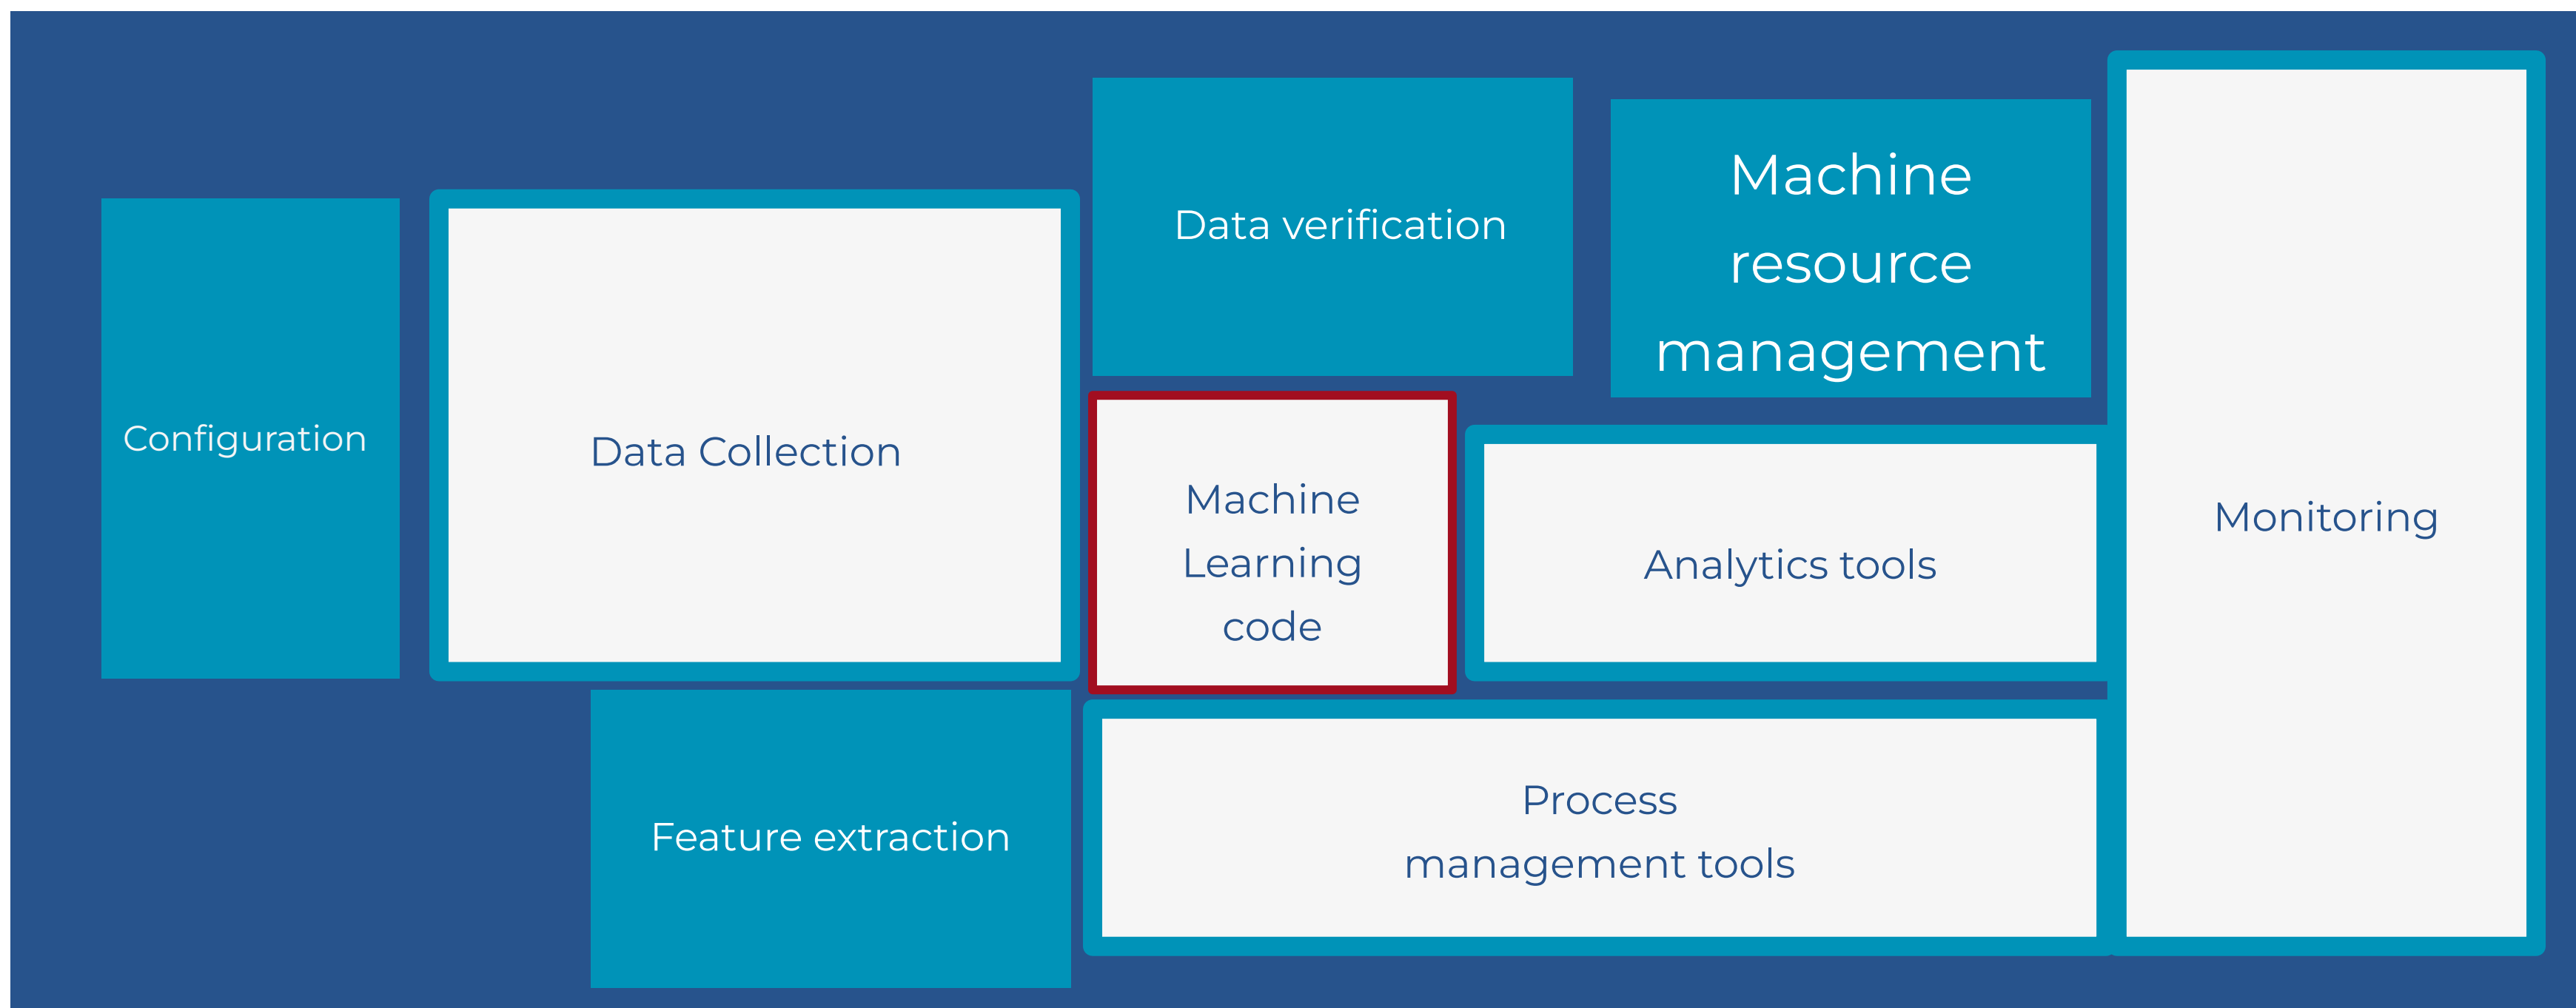 Configuration
Data Collection
Data verification
Machine
resource
management
Machine
Learning
code
Analytics tools
Monitoring
Feature extraction
Process
management tools